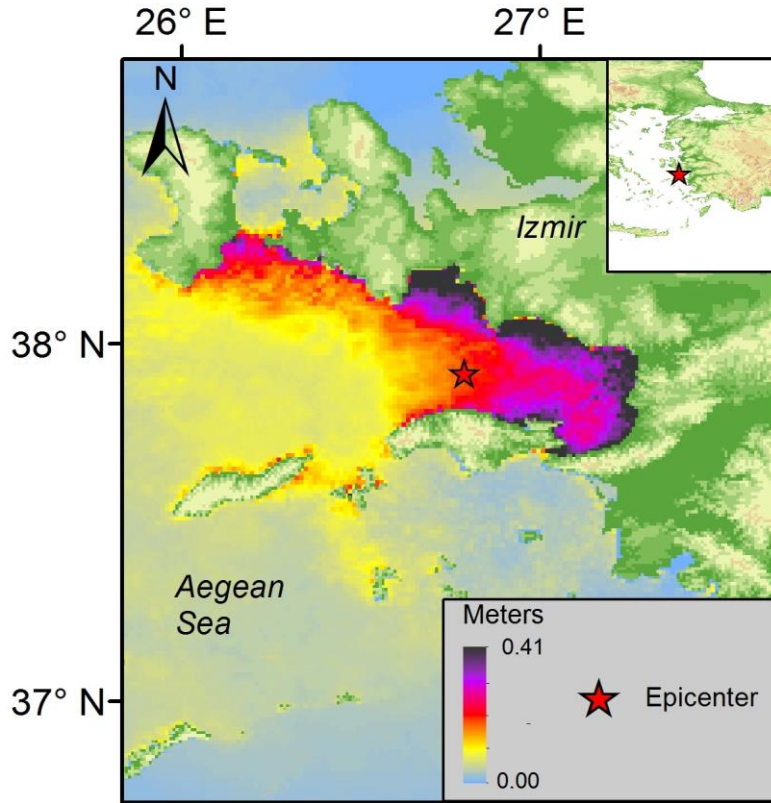 26° E 27° E
N
Izmir
38° N
Aegean
Sea
37° N
Meters
0.41
Epicenter
0.00